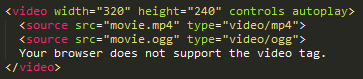 <video width="320" height="240" controls autoplay>
<source src="movie.mp4" type="video/mp4">
<source src="movie.ogg" type="video/ogg">
Your browser does not support the video tag.
</video>